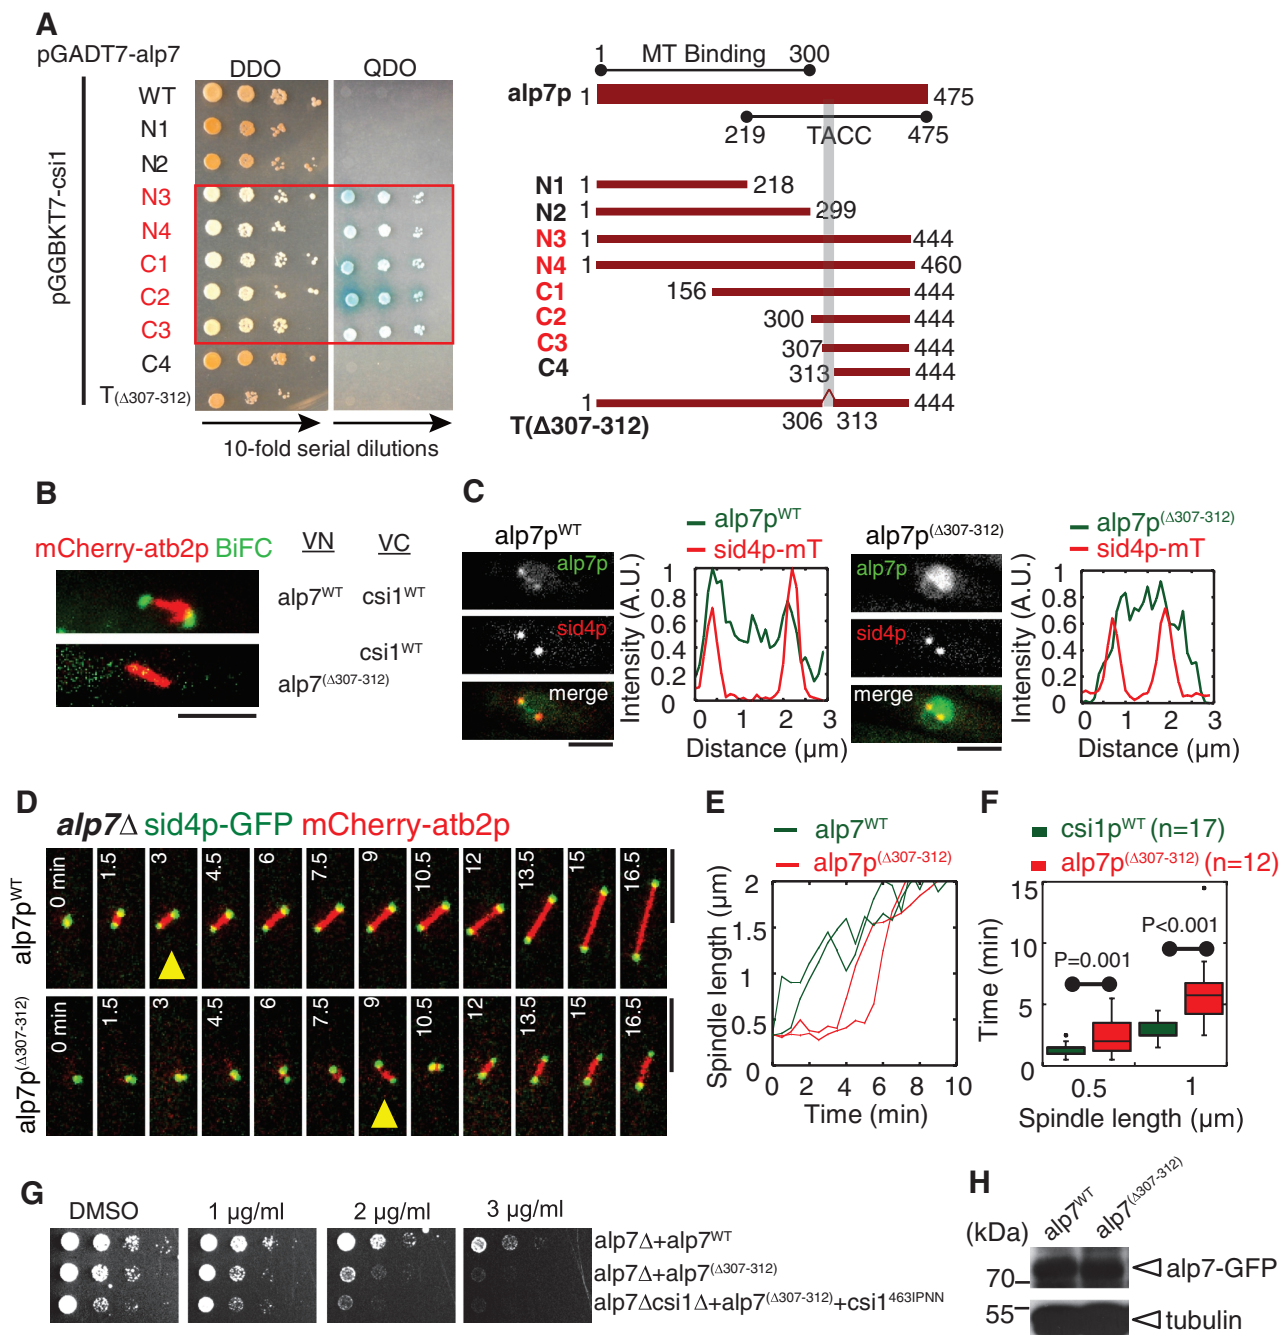 A
pGADT7-alp7
DDO QDO
pGGBKT7-csi1
WT
N1
N2
N3
N4
C1
C2
C3
C4
T(Δ307-312)
10-fold serial dilutions
1 MT Binding 300
alp7p 1 475
219 TACC 475
N1 1 218
N2 1 299
N3 1 444
N4 1 460
C1 156 444
C2 300 444
C3 307 444
C4 313 444
1 444
T(Δ307-312) 306 313
B
mCherry-atb2p BiFC VN VC
alp7WT csi1WT
csi1WT
alp7(Δ307-312)
C
alp7pWT
alp7p
sid4p
merge
alp7pWT
sid4p-mT
Intensity (A.U.)
1
0.8
0.6
0.4
0.2
0
0 1 2 3
Distance (µm)
alp7p(Δ307-312)
alp7p
sid4p
merge
alp7p(Δ307-312)
sid4p-mT
Intensity (A.U.)
1
0.8
0.6
0.4
0.2
0
0 1 2 3
Distance (µm)
D
alp7Δ sid4p-GFP mCherry-atb2p
alp7pWT
0 min 1.5 3 4.5 6 7.5 9 10.5 12 13.5 15 16.5
alp7p(Δ307-312)
0 min 1.5 3 4.5 6 7.5 9 10.5 12 13.5 15 16.5
E
alp7WT
alp7p(Δ307-312)
Spindle length (µm)
2
1.5
1
0.5
0
0 2 4 6 8 10
Time (min)
F
csi1pWT (n=17)
alp7p(Δ307-312) (n=12)
Time (min)
15
10
5
0
P=0.001
P<0.001
0.5 1
Spindle length (µm)
G
DMSO 1 µg/ml 2 µg/ml 3 µg/ml
alp7Δ+alp7WT
alp7Δ+alp7(Δ307-312)
alp7Δcsi1Δ+alp7(Δ307-312)+csi1463IPNN
H
(kDa) alp7WT alp7(Δ307-312)
70 alp7-GFP
55 tubulin